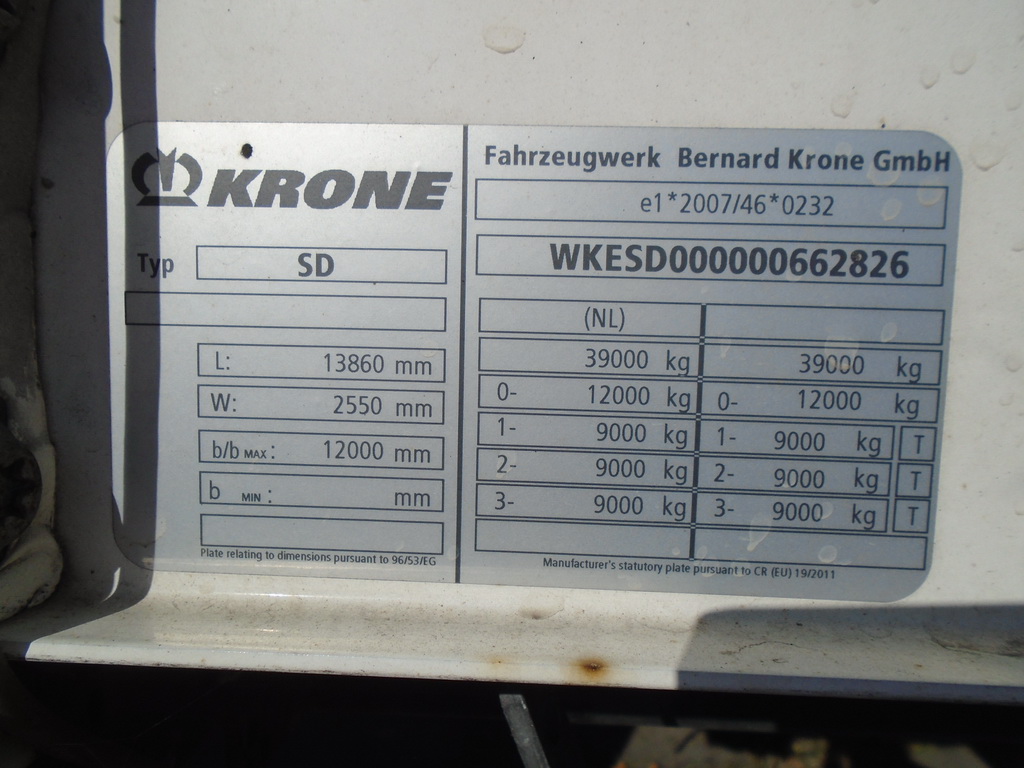 KRONE
Typ SD
L: 13860 mm
W: 2550 mm
b/b MAX: 12000 mm
b MIN: mm
Plate relating to dimensions pursuant to 96/53/EG
Fahrzeugwerk Bernard Krone GmbH
e1*2007/46*0232
WKESD000000662826
(NL)
39000 kg 39000 kg
0- 12000 kg 0- 12000 kg
1- 9000 kg 1- 9000 kg T
2- 9000 kg 2- 9000 kg T
3- 9000 kg 3- 9000 kg T
Manufacturer's statutory plate pursuant to CR (EU) 19/2011